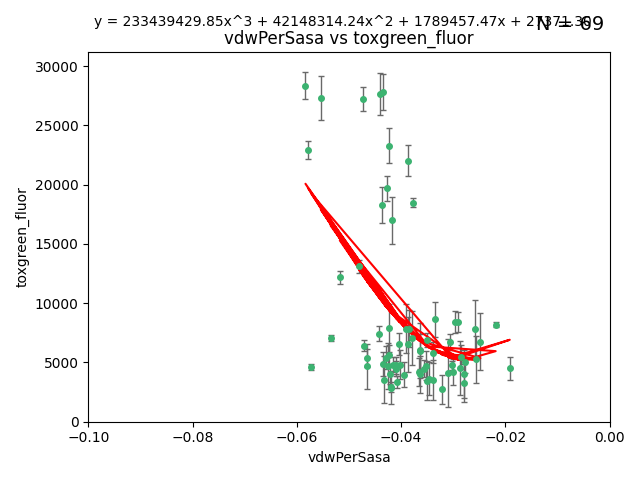 y = 233439429.85x^3 + 42148314.24x^2 + 1789457.47x +
N = 69
vdwPerSasa vs toxgreen_fluor
30000
25000
20000
15000
10000
5000
0
toxgreen_fluor
−0.10 −0.08 −0.06 −0.04 −0.02 0.00
vdwPerSasa